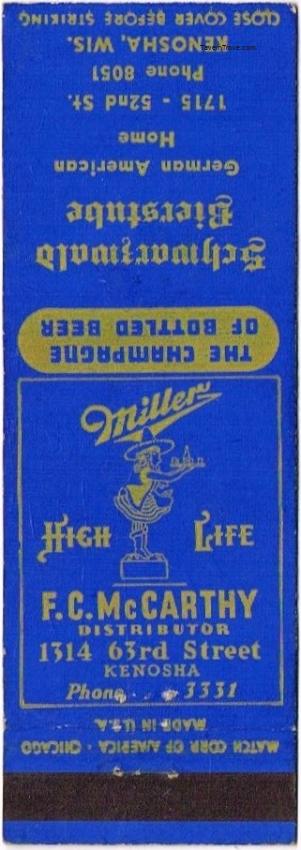 Schwarzwald
Bierstube
German American
Home
1715 - 52nd St.
Phone 8051
KENOSHA, WIS.
CLOSE COVER BEFORE STRIKING
TavernTrove.com
THE CHAMPAGNE
OF BOTTLED BEER
Miller
HIGH LIFE
F.C. McCARTHY
DISTRIBUTOR
1314 63rd Street
KENOSHA
Phone . . . 3331
MADE IN U.S.A.
MATCH CORP. OF AMERICA · CHICAGO